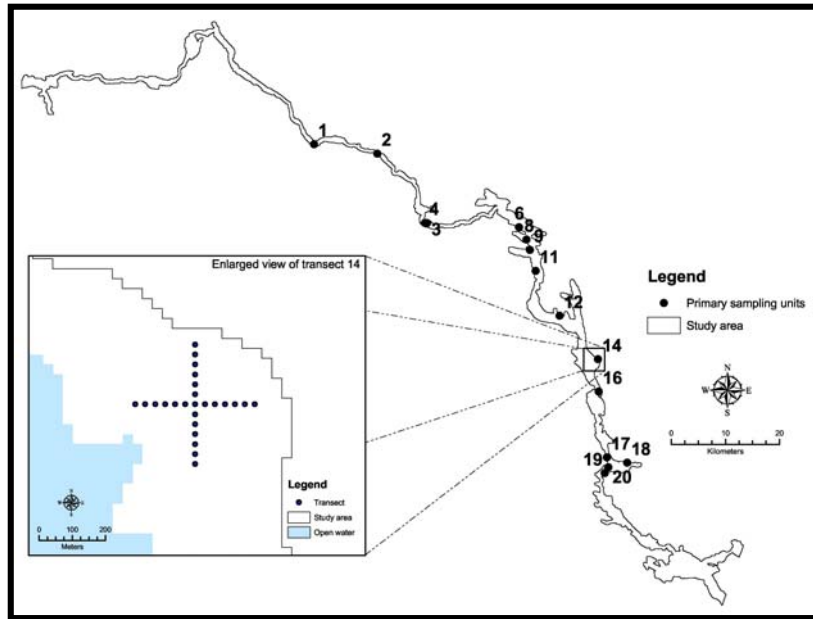 1
2
4
3
6
8
9
11
12
14
16
17
18
19
20
Legend
Primary sampling units
Study area
N
W E
S
0 10 20
Kilometers
Enlarged view of transect 14
Legend
Transect
Study area
Open water
0 100 200
Meters